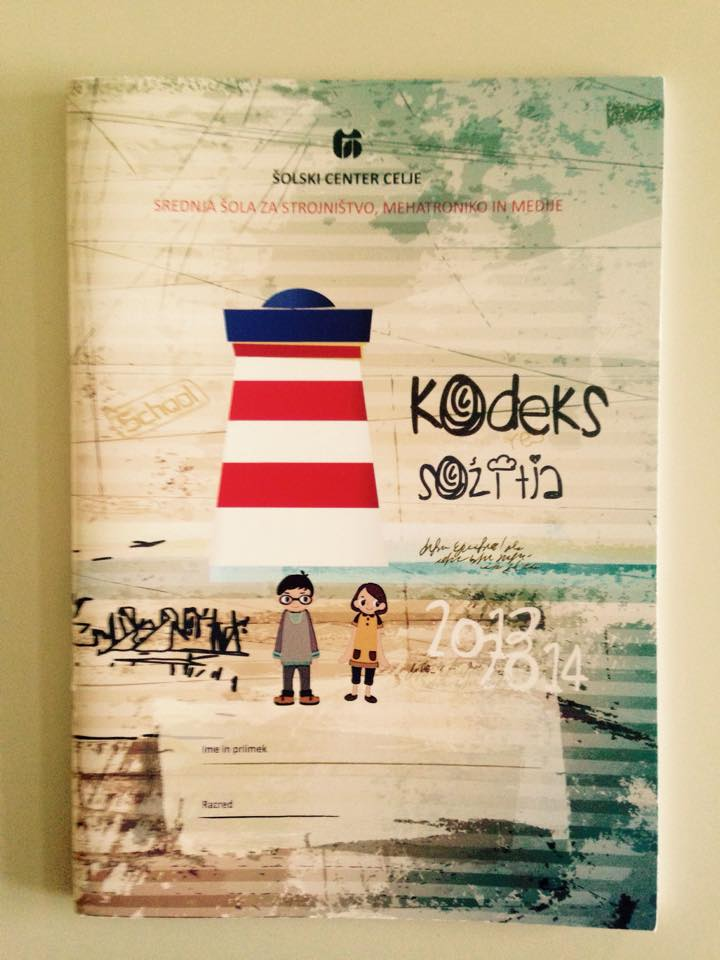 ŠOLSKI CENTER CELJE
SREDNJA ŠOLA ZA STROJNIŠTVO, MEHATRONIKO IN MEDIJE
School
Kodeks
sožitja
2013
2014
Ime in priimek
Razred